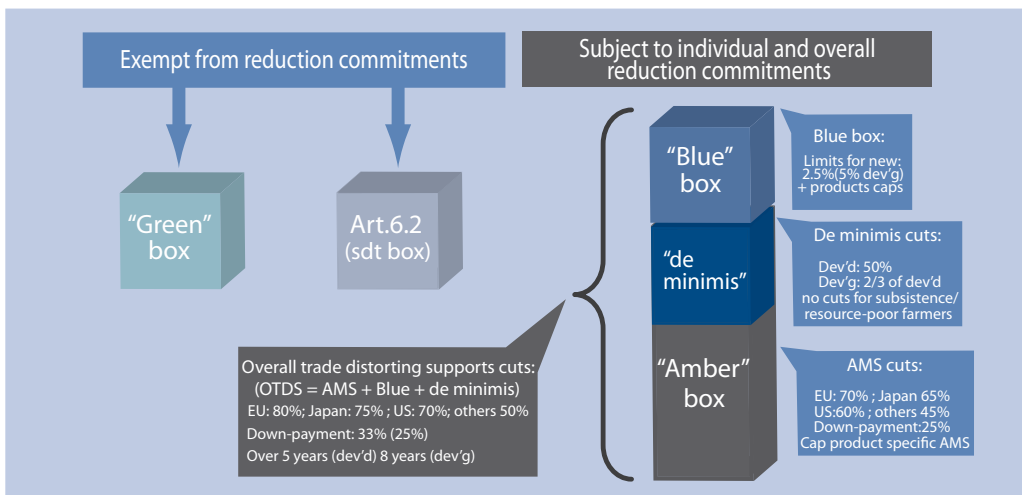 Exempt from reduction commitments
Subject to individual and overall
reduction commitments
“Green”
box
Art.6.2
(sdt box)
“Blue”
box
“de
minimis”
“Amber”
box
Blue box:
Limits for new:
2.5%(5% dev’g)
+ products caps
De minimis cuts:
Dev’d: 50%
Dev’g: 2/3 of dev’d
no cuts for subsistence/
resource-poor farmers
AMS cuts:
EU: 70% ; Japan 65%
US:60% ; others 45%
Down-payment:25%
Cap product specific AMS
Overall trade distorting supports cuts:
(OTDS = AMS + Blue + de minimis)
EU: 80%; Japan: 75% ; US: 70%; others 50%
Down-payment: 33% (25%)
Over 5 years (dev’d) 8 years (dev’g)